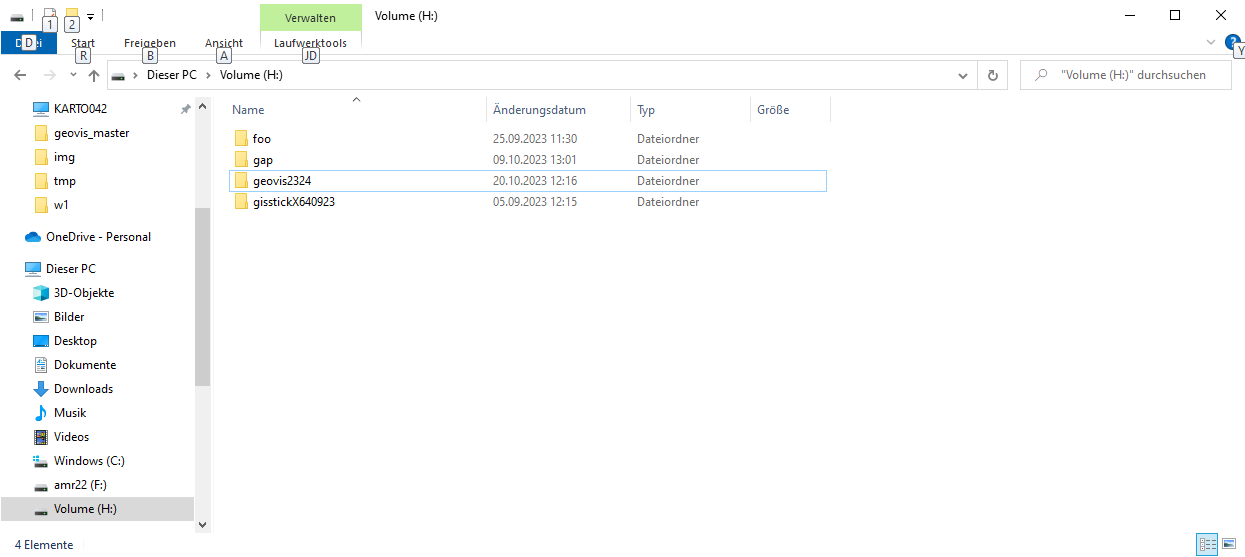 1 2 Verwalten Volume (H:)
Datei Start Freigeben Ansicht Laufwerktools ?
D R B A JD Y
Dieser PC Volume (H:) "Volume (H:)" durchsuchen
KARTO042
geovis_master
img
tmp
w1
OneDrive - Personal
Dieser PC
3D-Objekte
Bilder
Desktop
Dokumente
Downloads
Musik
Videos
Windows (C:)
amr22 (F:)
Volume (H:)
Name Änderungsdatum Typ Größe
foo 25.09.2023 11:30 Dateiordner
gap 09.10.2023 13:01 Dateiordner
geovis2324 20.10.2023 12:16 Dateiordner
gisstickX640923 05.09.2023 12:15 Dateiordner
4 Elemente